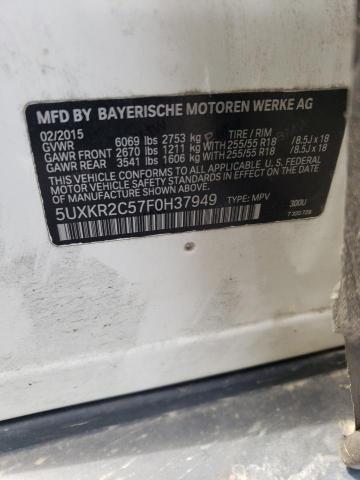 MFD BY BAYERISCHE MOTOREN WERKE AG
02/2015 TIRE / RIM
GVWR 6069 lbs 2753 kg
GAWR FRONT 2670 lbs 1211 kg WITH 255/55 R18 / 8.5J x 18
GAWR REAR 3541 lbs 1606 kg WITH 255/55 R18 / 8.5J x 18
THIS VEHICLE CONFORMS TO ALL APPLICABLE U.S. FEDERAL
MOTOR VEHICLE SAFETY STANDARDS IN EFFECT ON THE DATE
OF MANUFACTURE SHOWN ABOVE.
5UXKR2C57F0H37949 TYPE: MPV 300U